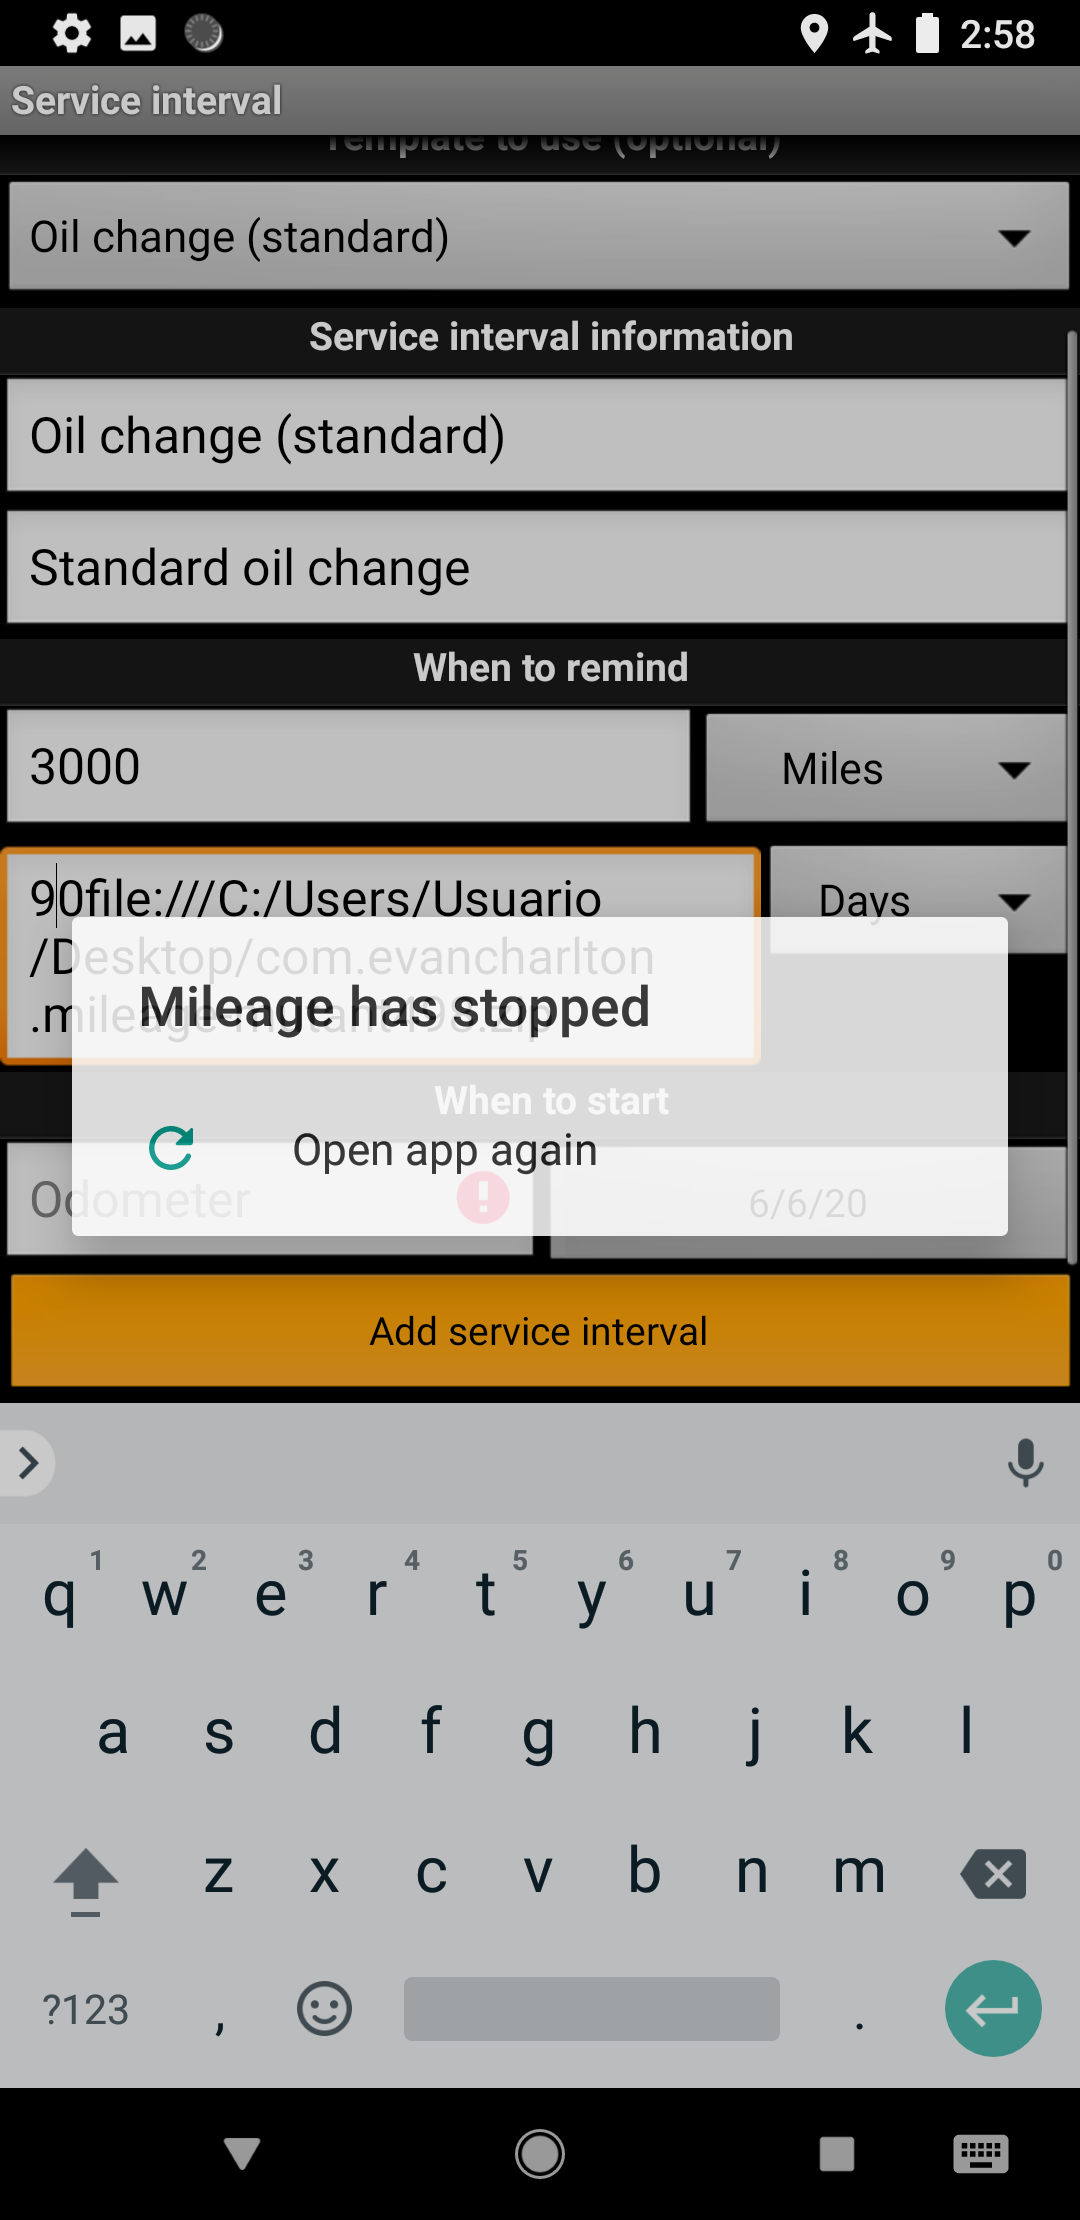 2:58
Service interval
Template to use (optional)
Oil change (standard)
Service interval information
Oil change (standard)
Standard oil change
When to remind
3000
Miles
90file:///C:/Users/Usuario
Days
/Desktop/com.evancharlton
Mileage has stopped
When to start
Open app again
Odometer
6/6/20
Add service interval
1 2 3 4 5 6 7 8 9 0
q w e r t y u i o p
a s d f g h j k l
z x c v b n m
?123 , .